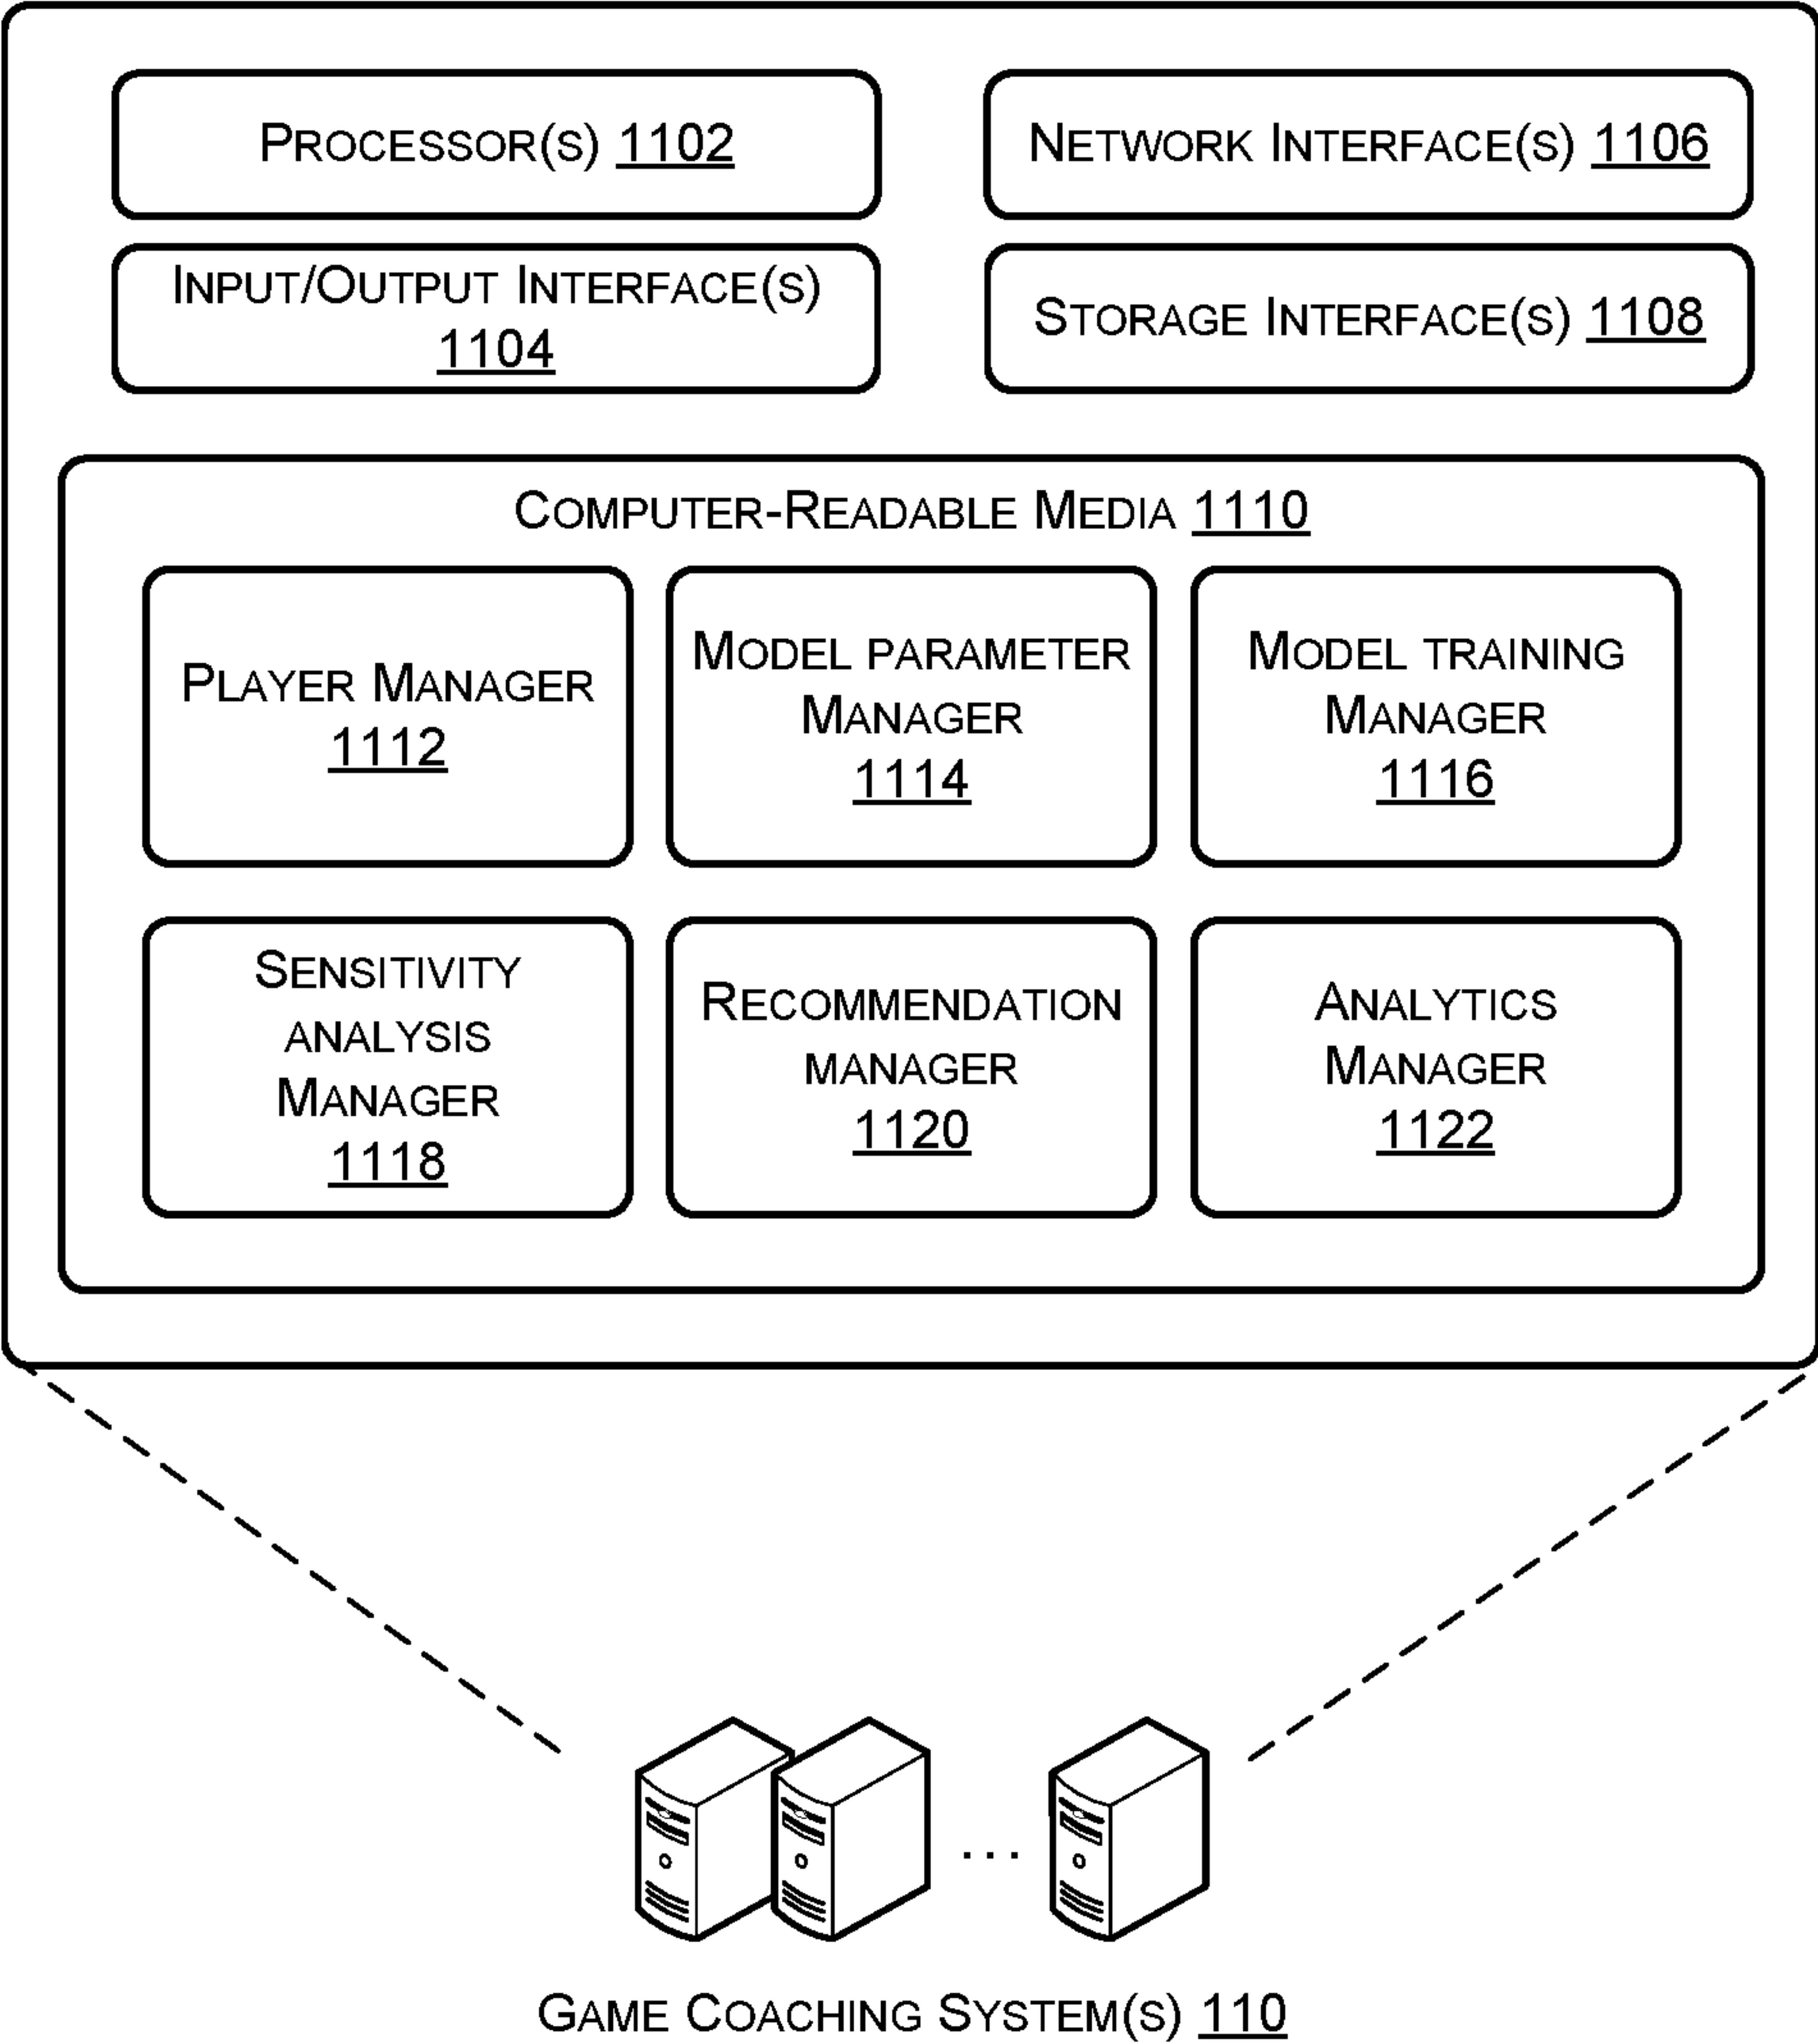 Processor(s) 1102
Network Interface(s) 1106
Input/Output Interface(s)
1104
Storage Interface(s) 1108
Computer-Readable Media 1110
Player Manager
1112
Model parameter
Manager
1114
Model training
Manager
1116
Sensitivity
analysis
Manager
1118
Recommendation
manager
1120
Analytics
Manager
1122
...
Game Coaching System(s) 110